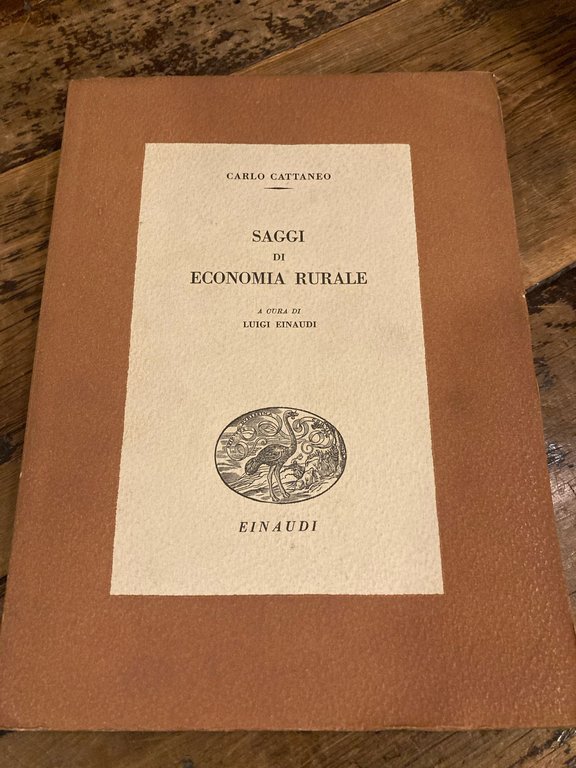 CARLO CATTANEO
SAGGI
DI
ECONOMIA RURALE
A CURA DI
LUIGI EINAUDI
EINAUDI